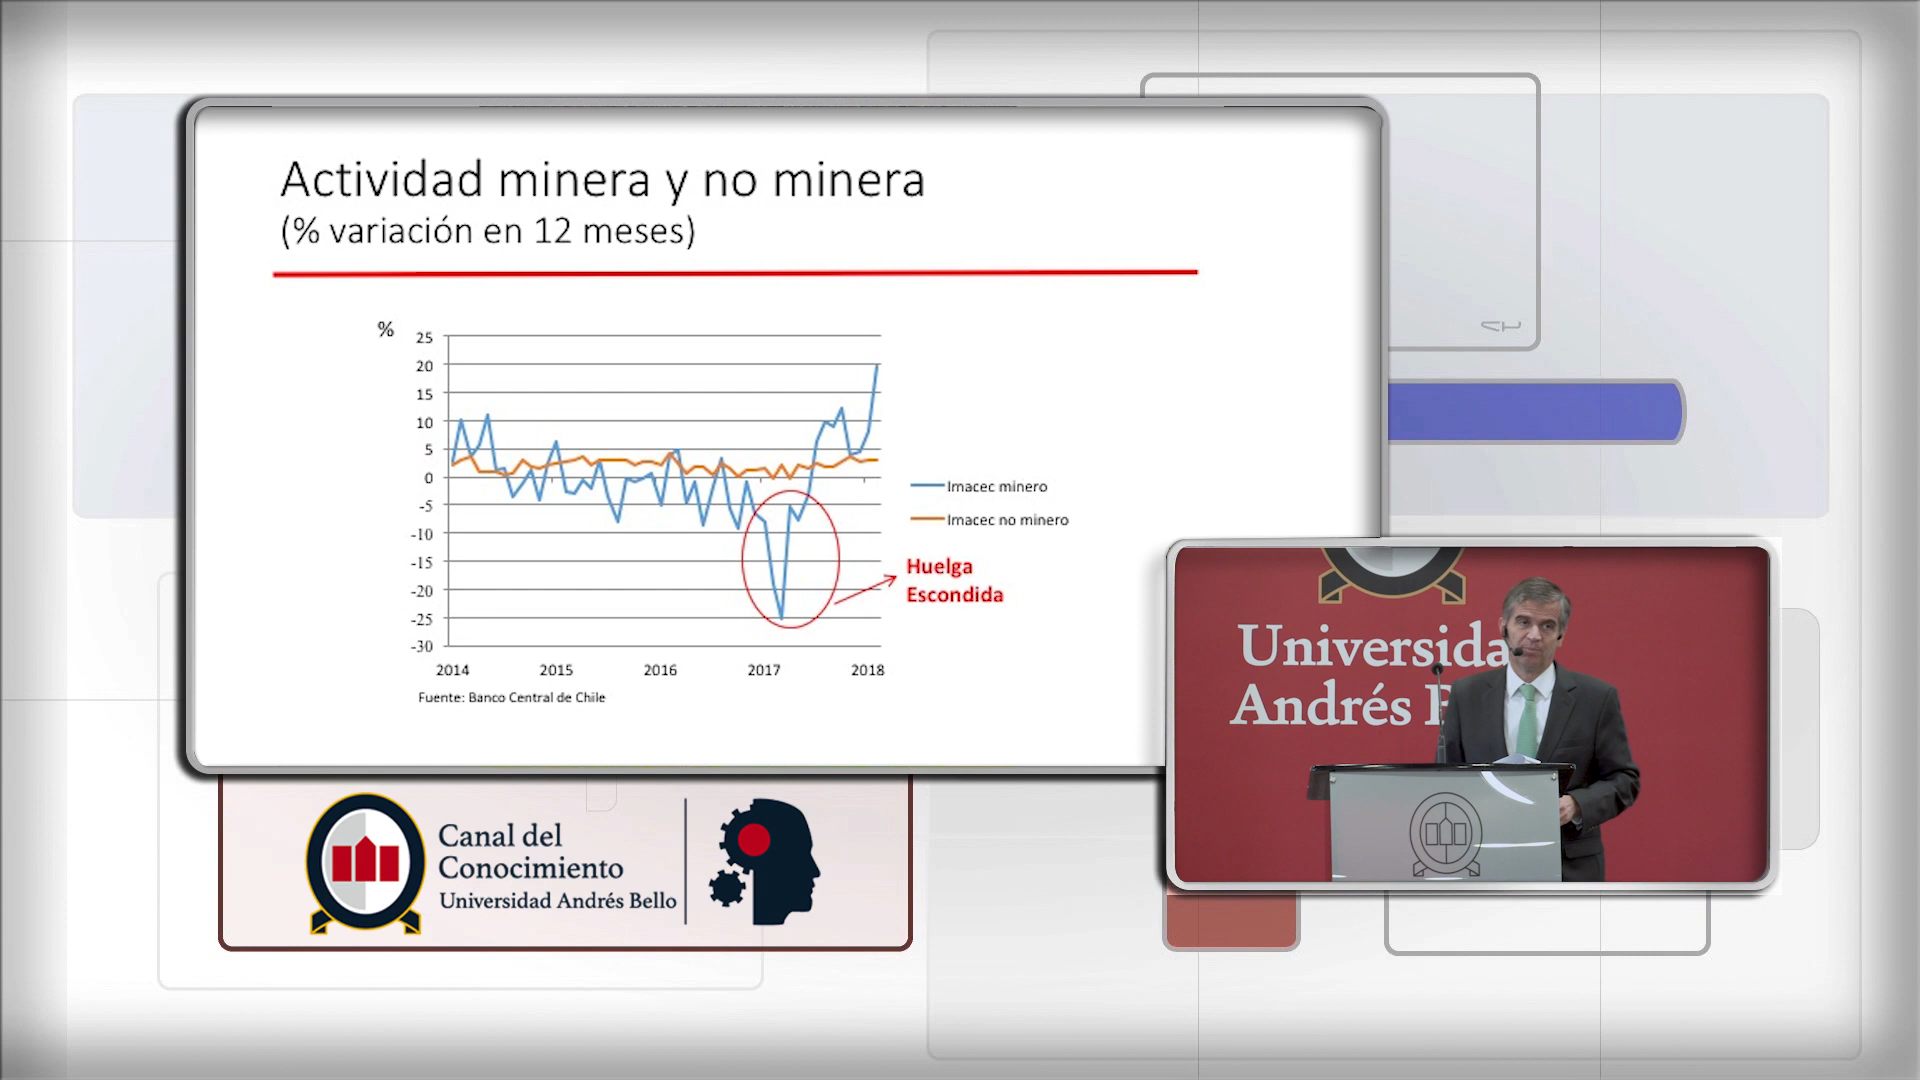 Actividad minera y no minera
(% variación en 12 meses)
%
25
20
15
10
5
0
-5
-10
-15
-20
-25
-30
2014 2015 2016 2017 2018
Imacec minero
Imacec no minero
Huelga
Escondida
Fuente: Banco Central de Chile
Universida
Andrés B
Canal del
Conocimiento
Universidad Andrés Bello